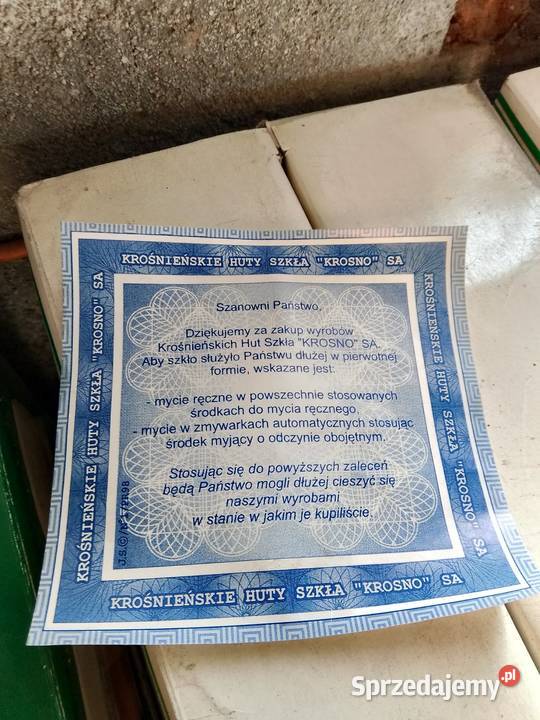 KROŚNIEŃSKIE HUTY SZKŁA "KROSNO" SA
KROŚNIEŃSKIE HUTY SZKŁA "KROSNO" SA
KROŚNIEŃSKIE HUTY SZKŁA "KROSNO" SA
Szanowni Państwo,
Dziękujemy za zakup wyrobów
Krośnieńskich Hut Szkła "KROSNO" SA.
Aby szkło służyło Państwu dłużej w pierwotnej
formie, wskazane jest:
- mycie ręczne w powszechnie stosowanych
środkach do mycia ręcznego,
- mycie w zmywarkach automatycznych stosując
środek myjący o odczynie obojętnym.
Stosując się do powyższych zaleceń
będą Państwo mogli dłużej cieszyć się
naszymi wyrobami
w stanie w jakim je kupiliście.
J.S.©
KROŚNIEŃSKIE HUTY SZKŁA "KROSNO" SA
Sprzedajemy.pl